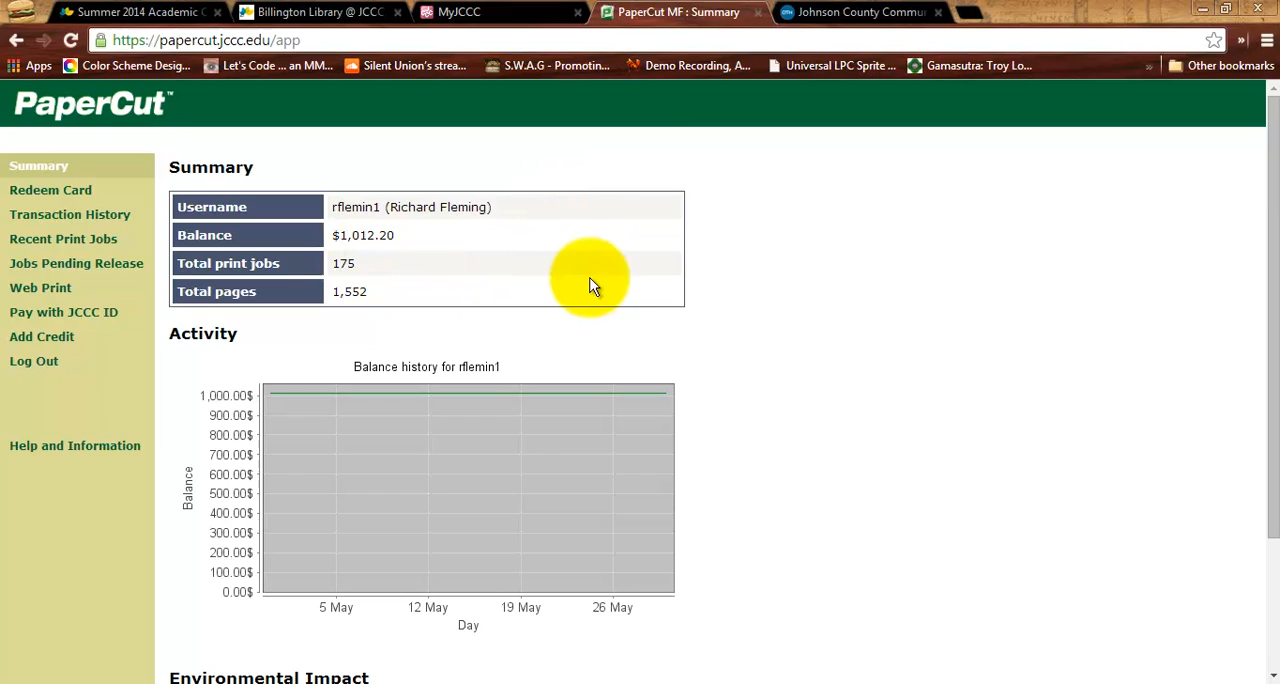 Summer 2014 Academic C
Billington Library @ JCCC
MyJCCC
PaperCut MF : Summary
Johnson County Commu
https://papercut.jccc.edu/app
Apps
Color Scheme Desig...
Let's Code ... an MM...
Silent Union's strea...
S.W.A.G - Promotin...
Demo Recording, A...
Universal LPC Sprite ...
Gamasutra: Troy Lo...
Other bookmarks
PaperCut™
Summary
Redeem Card
Transaction History
Recent Print Jobs
Jobs Pending Release
Web Print
Pay with JCCC ID
Add Credit
Log Out
Help and Information
Summary
Username rflemin1 (Richard Fleming)
Balance $1,012.20
Total print jobs 175
Total pages 1,552
Activity
Balance history for rflemin1
1,000.00$
900.00$
800.00$
700.00$
600.00$
500.00$
400.00$
300.00$
200.00$
100.00$
0.00$
Balance
5 May 12 May 19 May 26 May
Day
Environmental Impact